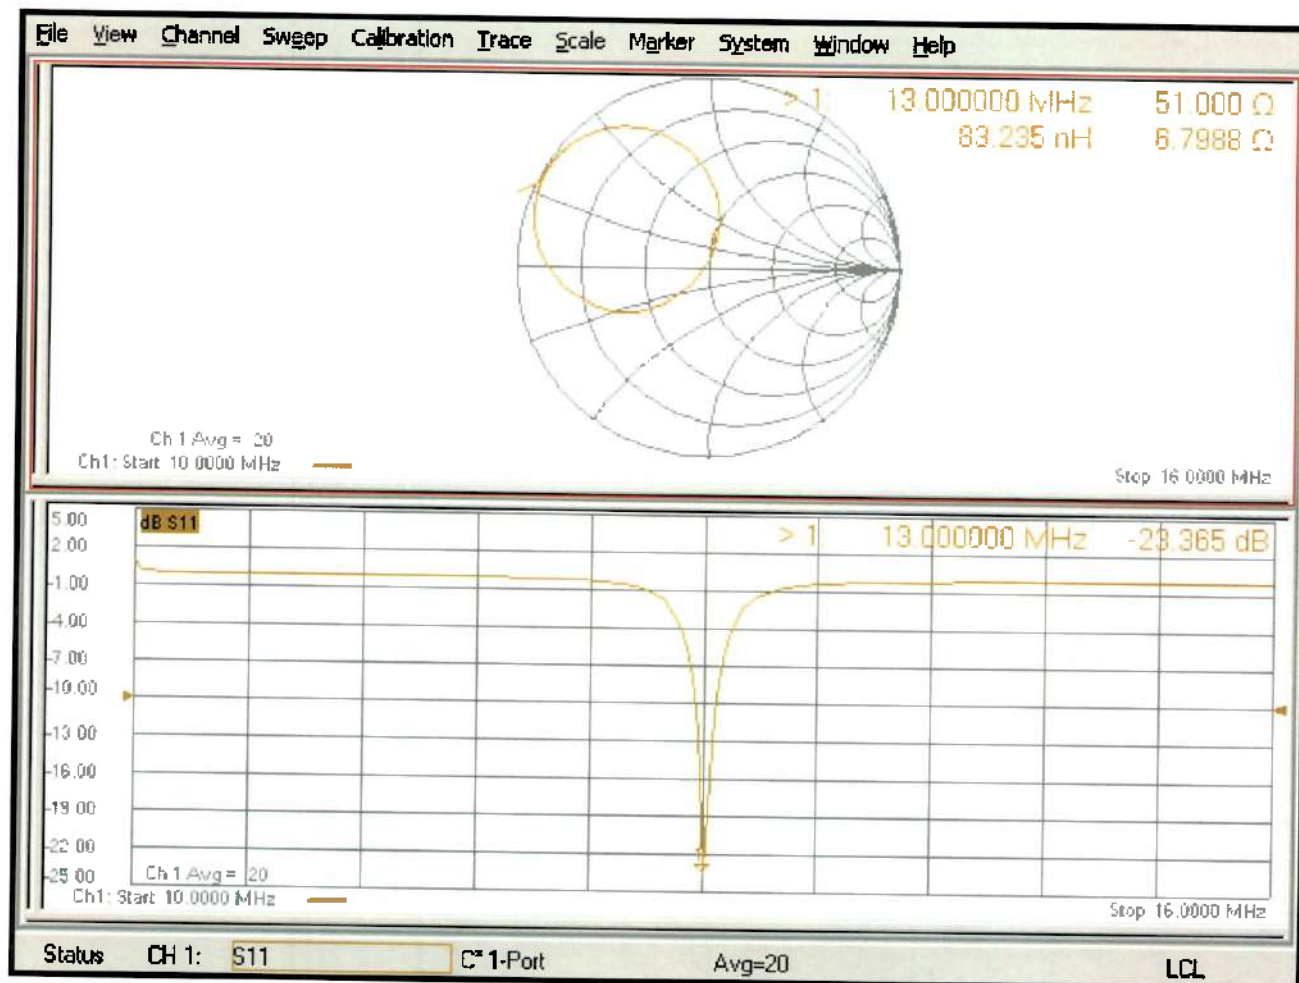 File View Channel Sweep Calibration Trace Scale Marker System Window Help
> 1: 13.000000 MHz 51.000 Ω
83.235 nH 6.7988 Ω
Ch 1 Avg = 20
Ch1: Start 10.0000 MHz
Stop 16.0000 MHz
5.00
dB S11
> 1 13.000000 MHz -23.365 dB
2.00
-1.00
-4.00
-7.00
-10.00
-13.00
-16.00
-19.00
-22.00
-25.00
Ch 1 Avg = 20
Ch1: Start 10.0000 MHz
Stop 16.0000 MHz
Status CH 1: S11 C* 1-Port Avg=20 LCL